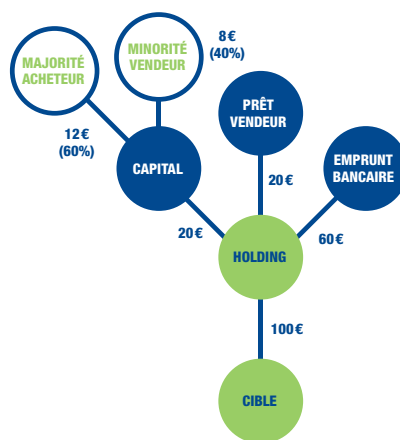 MAJORITÉ
ACHETEUR
MINORITÉ
VENDEUR
8 €
(40%)
12 €
(60%)
CAPITAL
PRÊT
VENDEUR
EMPRUNT
BANCAIRE
20 €
20 €
60 €
HOLDING
100 €
CIBLE